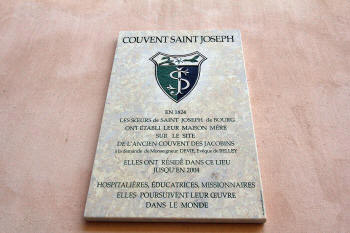 COUVENT SAINT JOSEPH
SJ
EN 1824
LES SŒURS de SAINT JOSEPH de BOURG
ONT ÉTABLI LEUR MAISON MÈRE
SUR LE SITE
DE L'ANCIEN COUVENT DES JACOBINS
à la demande de Monseigneur DEVIE, Evêque de BELLEY
ELLES ONT RÉSIDÉ DANS CE LIEU
JUSQU'EN 2004
HOSPITALIÈRES, ÉDUCATRICES, MISSIONNAIRES
ELLES POURSUIVENT LEUR ŒUVRE
DANS LE MONDE